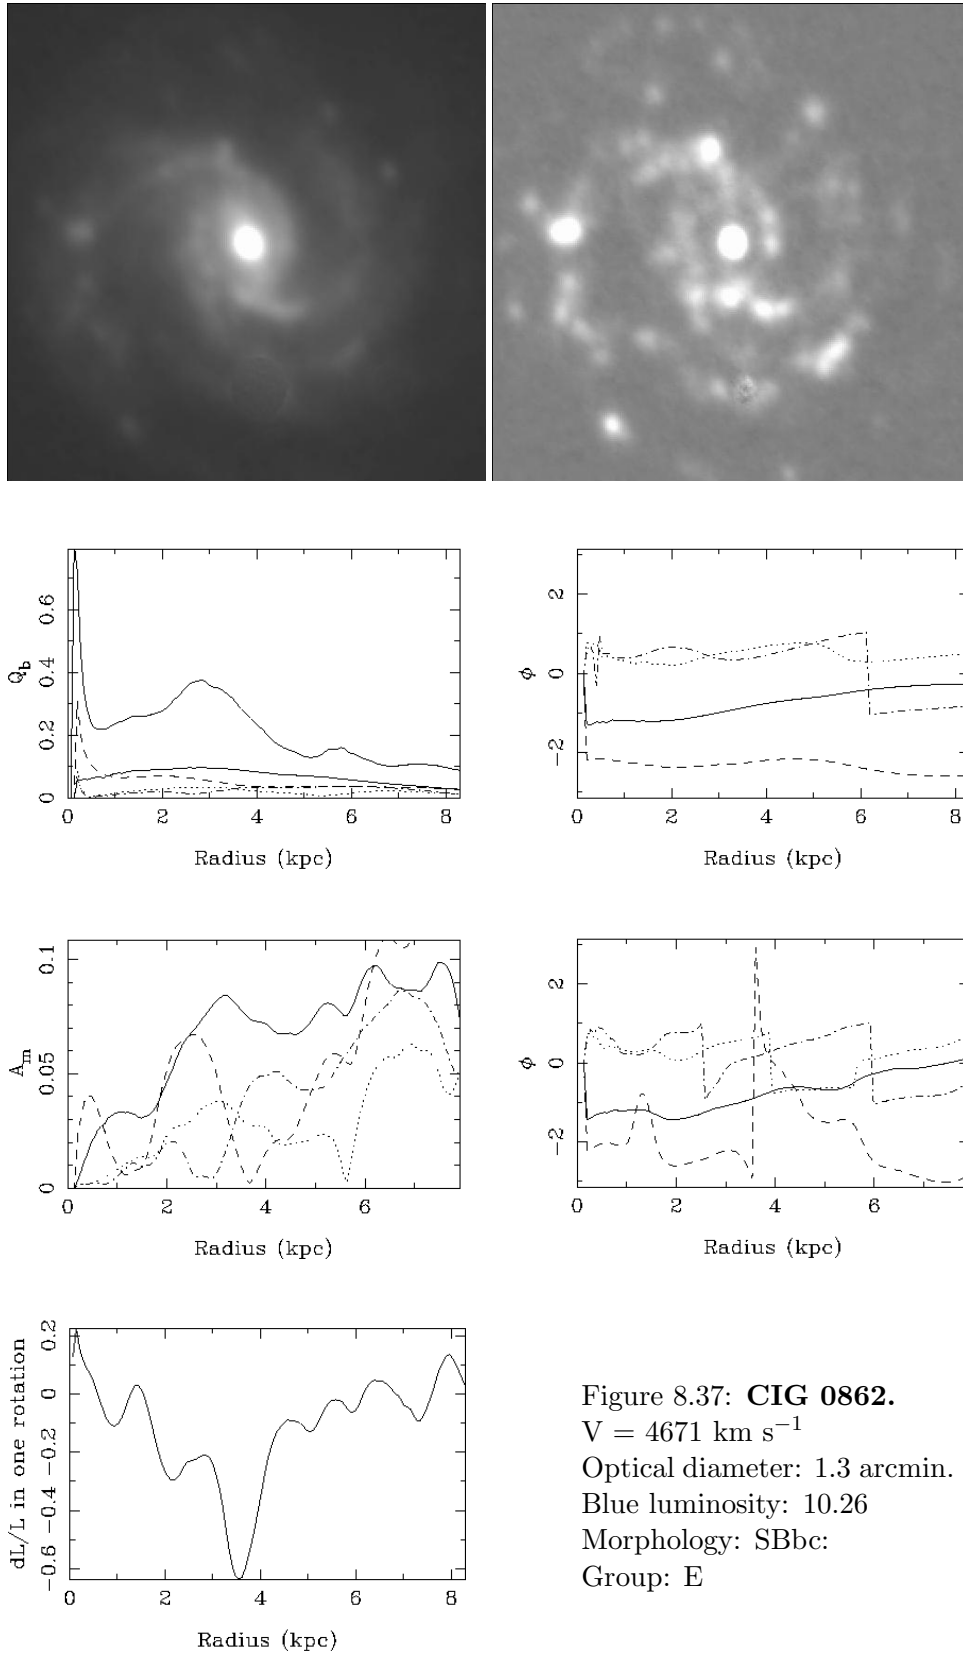 0.6
0.4
0.2
0
Q_b
0 2 4 6 8
Radius (kpc)
2
0
−2
ϕ
0 2 4 6 8
Radius (kpc)
0.1
0.05
0
A_m
0 2 4 6
Radius (kpc)
2
0
−2
ϕ
0 2 4 6
Radius (kpc)
0.2
0
−0.2
−0.4
−0.6
dL/L in one rotation
0 2 4 6 8
Radius (kpc)
Figure 8.37: CIG 0862.
V = 4671 km s⁻¹
Optical diameter: 1.3 arcmin.
Blue luminosity: 10.26
Morphology: SBbc:
Group: E